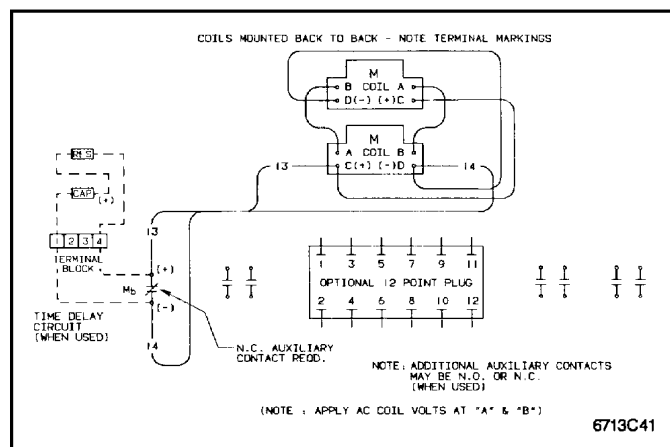 COILS MOUNTED BACK TO BACK - NOTE TERMINAL MARKINGS
M
B COIL A
D(-) (+)C
M
A COIL B
C(+) (-)D
13
14
RES
CAP
(+)
1 2 3 4
TERMINAL
BLOCK
13
(+)
Mb
(-)
14
TIME DELAY
CIRCUIT
(WHEN USED)
N.C. AUXILIARY
CONTACT REQD.
1 3 5 7 9 11
OPTIONAL 12 POINT PLUG
2 4 6 8 10 12
NOTE: ADDITIONAL AUXILIARY CONTACTS
MAY BE N.O. OR N.C.
(WHEN USED)
(NOTE : APPLY AC COIL VOLTS AT "A" & "B")
6713C41